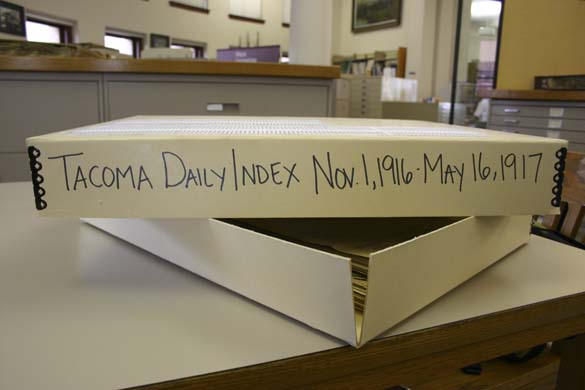 TACOMA DAILY INDEX NOV. 1, 1916 - MAY 16, 1917